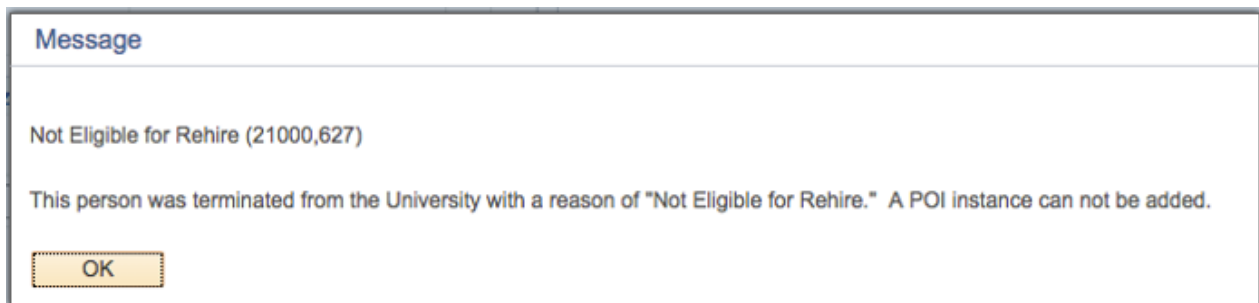 Message
Not Eligible for Rehire (21000,627)
This person was terminated from the University with a reason of "Not Eligible for Rehire."  A POI instance can not be added.
OK